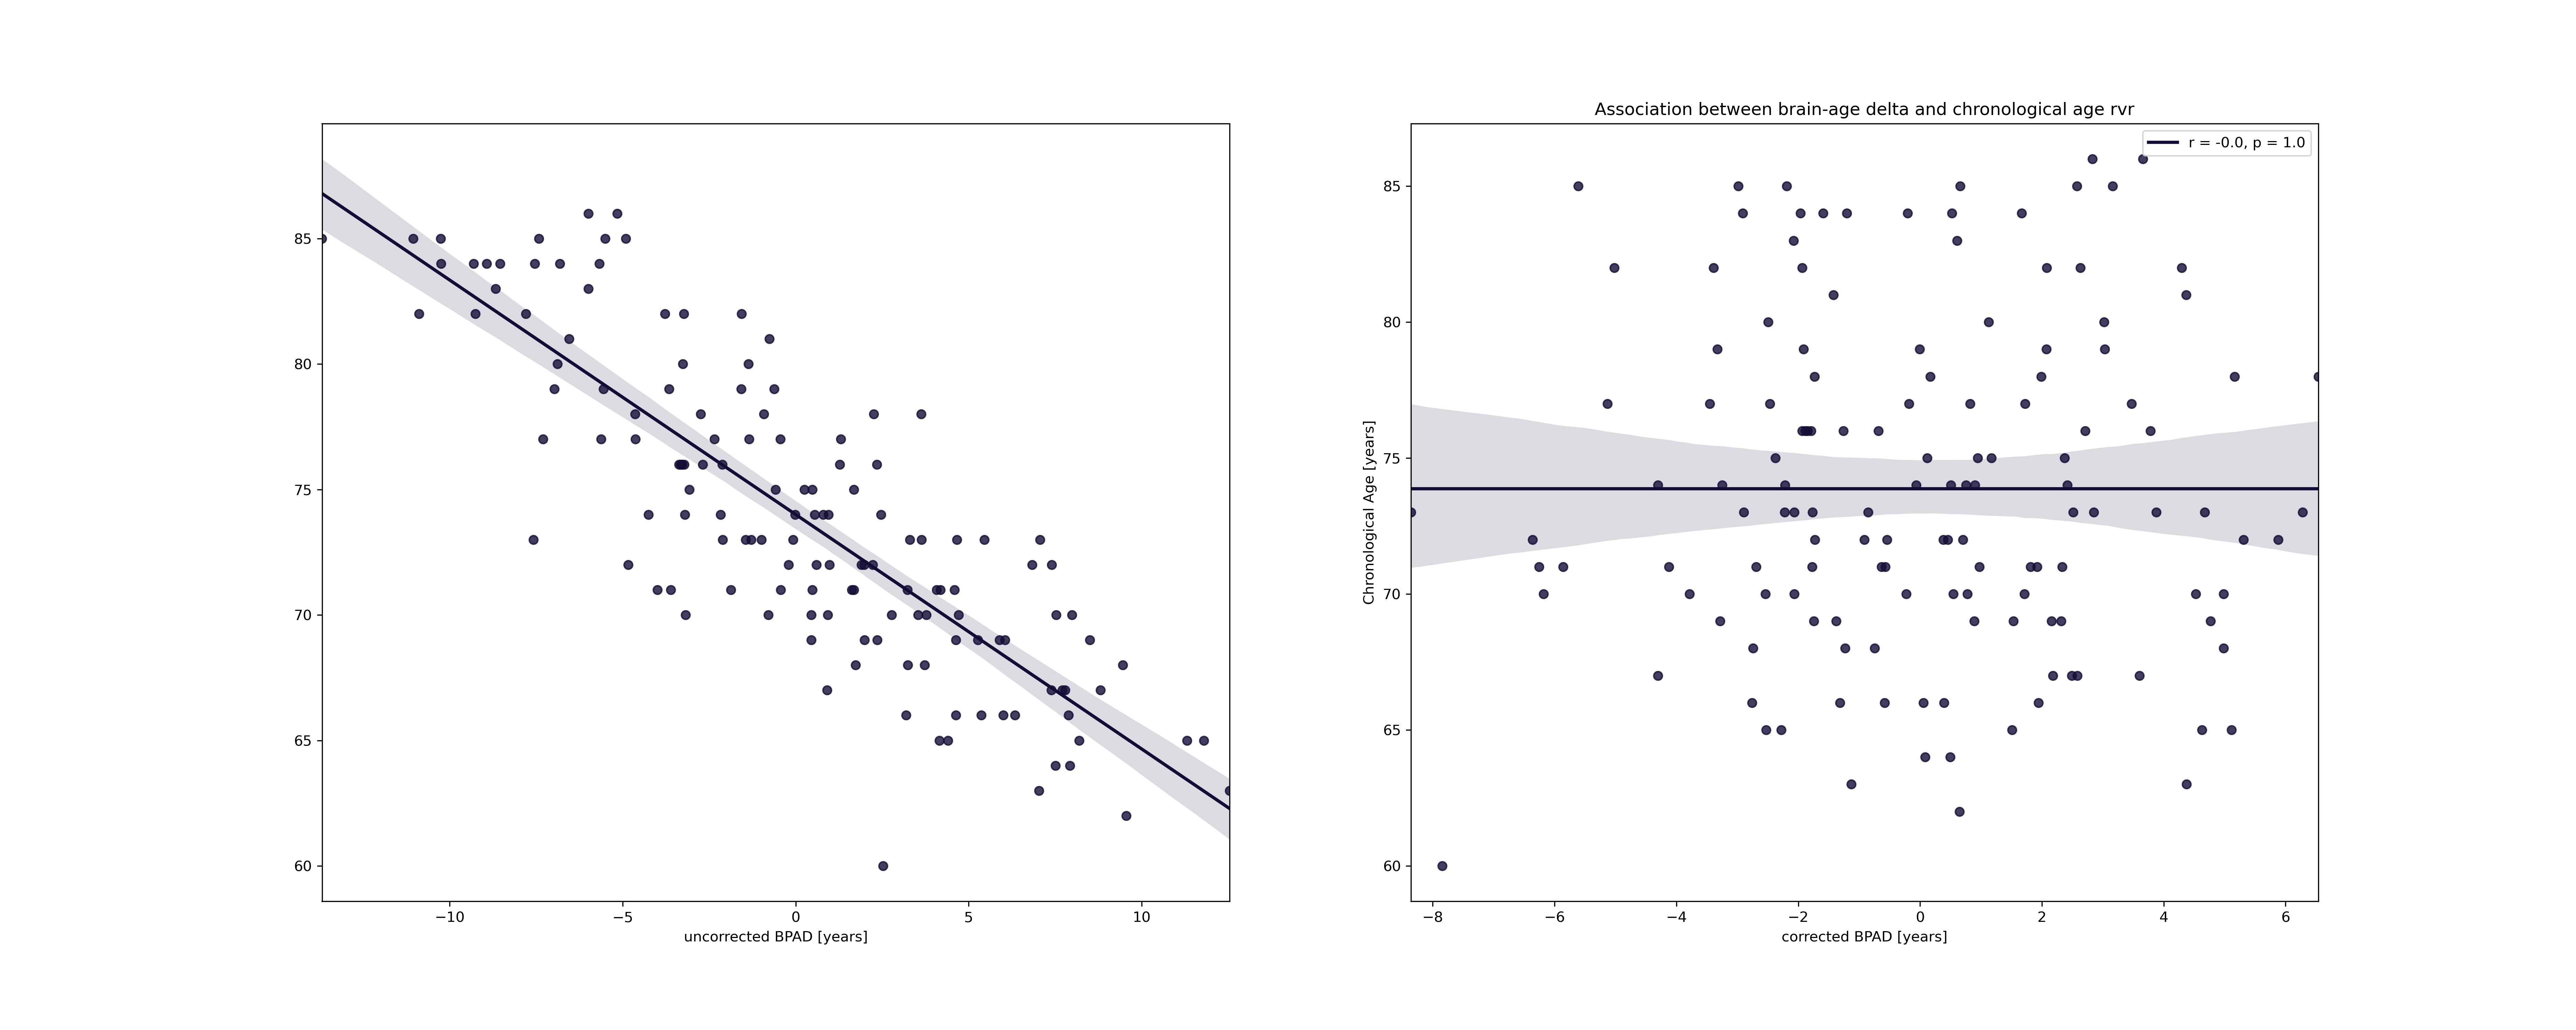 85
80
75
70
65
60
−10 −5 0 5 10
uncorrected BPAD [years]
Association between brain-age delta and chronological age rvr
r = -0.0, p = 1.0
Chronological Age [years]
85
80
75
70
65
60
−8 −6 −4 −2 0 2 4 6
corrected BPAD [years]